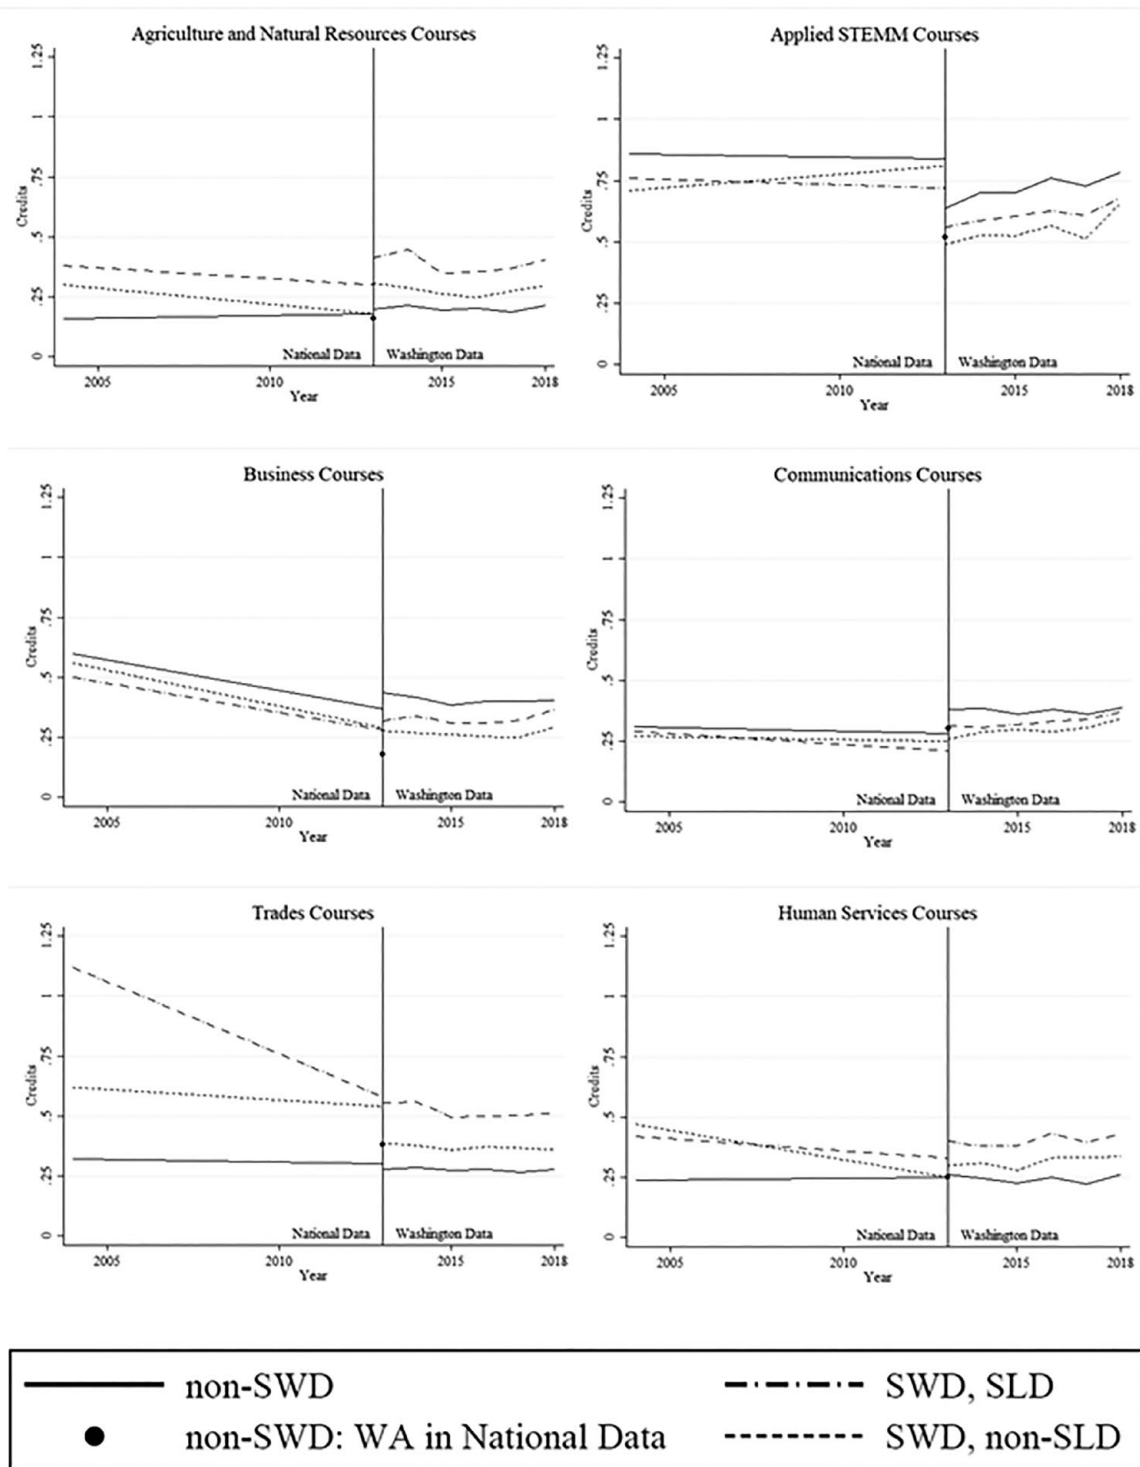 Agriculture and Natural Resources Courses
1.25
1
.75
.5
.25
0
Credits
National Data
Washington Data
2005
2010
2015
2018
Year
Applied STEMM Courses
1.25
1
.75
.5
.25
0
Credits
National Data
Washington Data
2005
2010
2015
2018
Year
Business Courses
1.25
1
.75
.5
.25
0
Credits
National Data
Washington Data
2005
2010
2015
2018
Year
Communications Courses
1.25
1
.75
.5
.25
0
Credits
National Data
Washington Data
2005
2010
2015
2018
Year
Trades Courses
1.25
1
.75
.5
.25
0
Credits
National Data
Washington Data
2005
2010
2015
2018
Year
Human Services Courses
1.25
1
.75
.5
.25
0
Credits
National Data
Washington Data
2005
2010
2015
2018
Year
non-SWD
SWD, SLD
non-SWD: WA in National Data
SWD, non-SLD